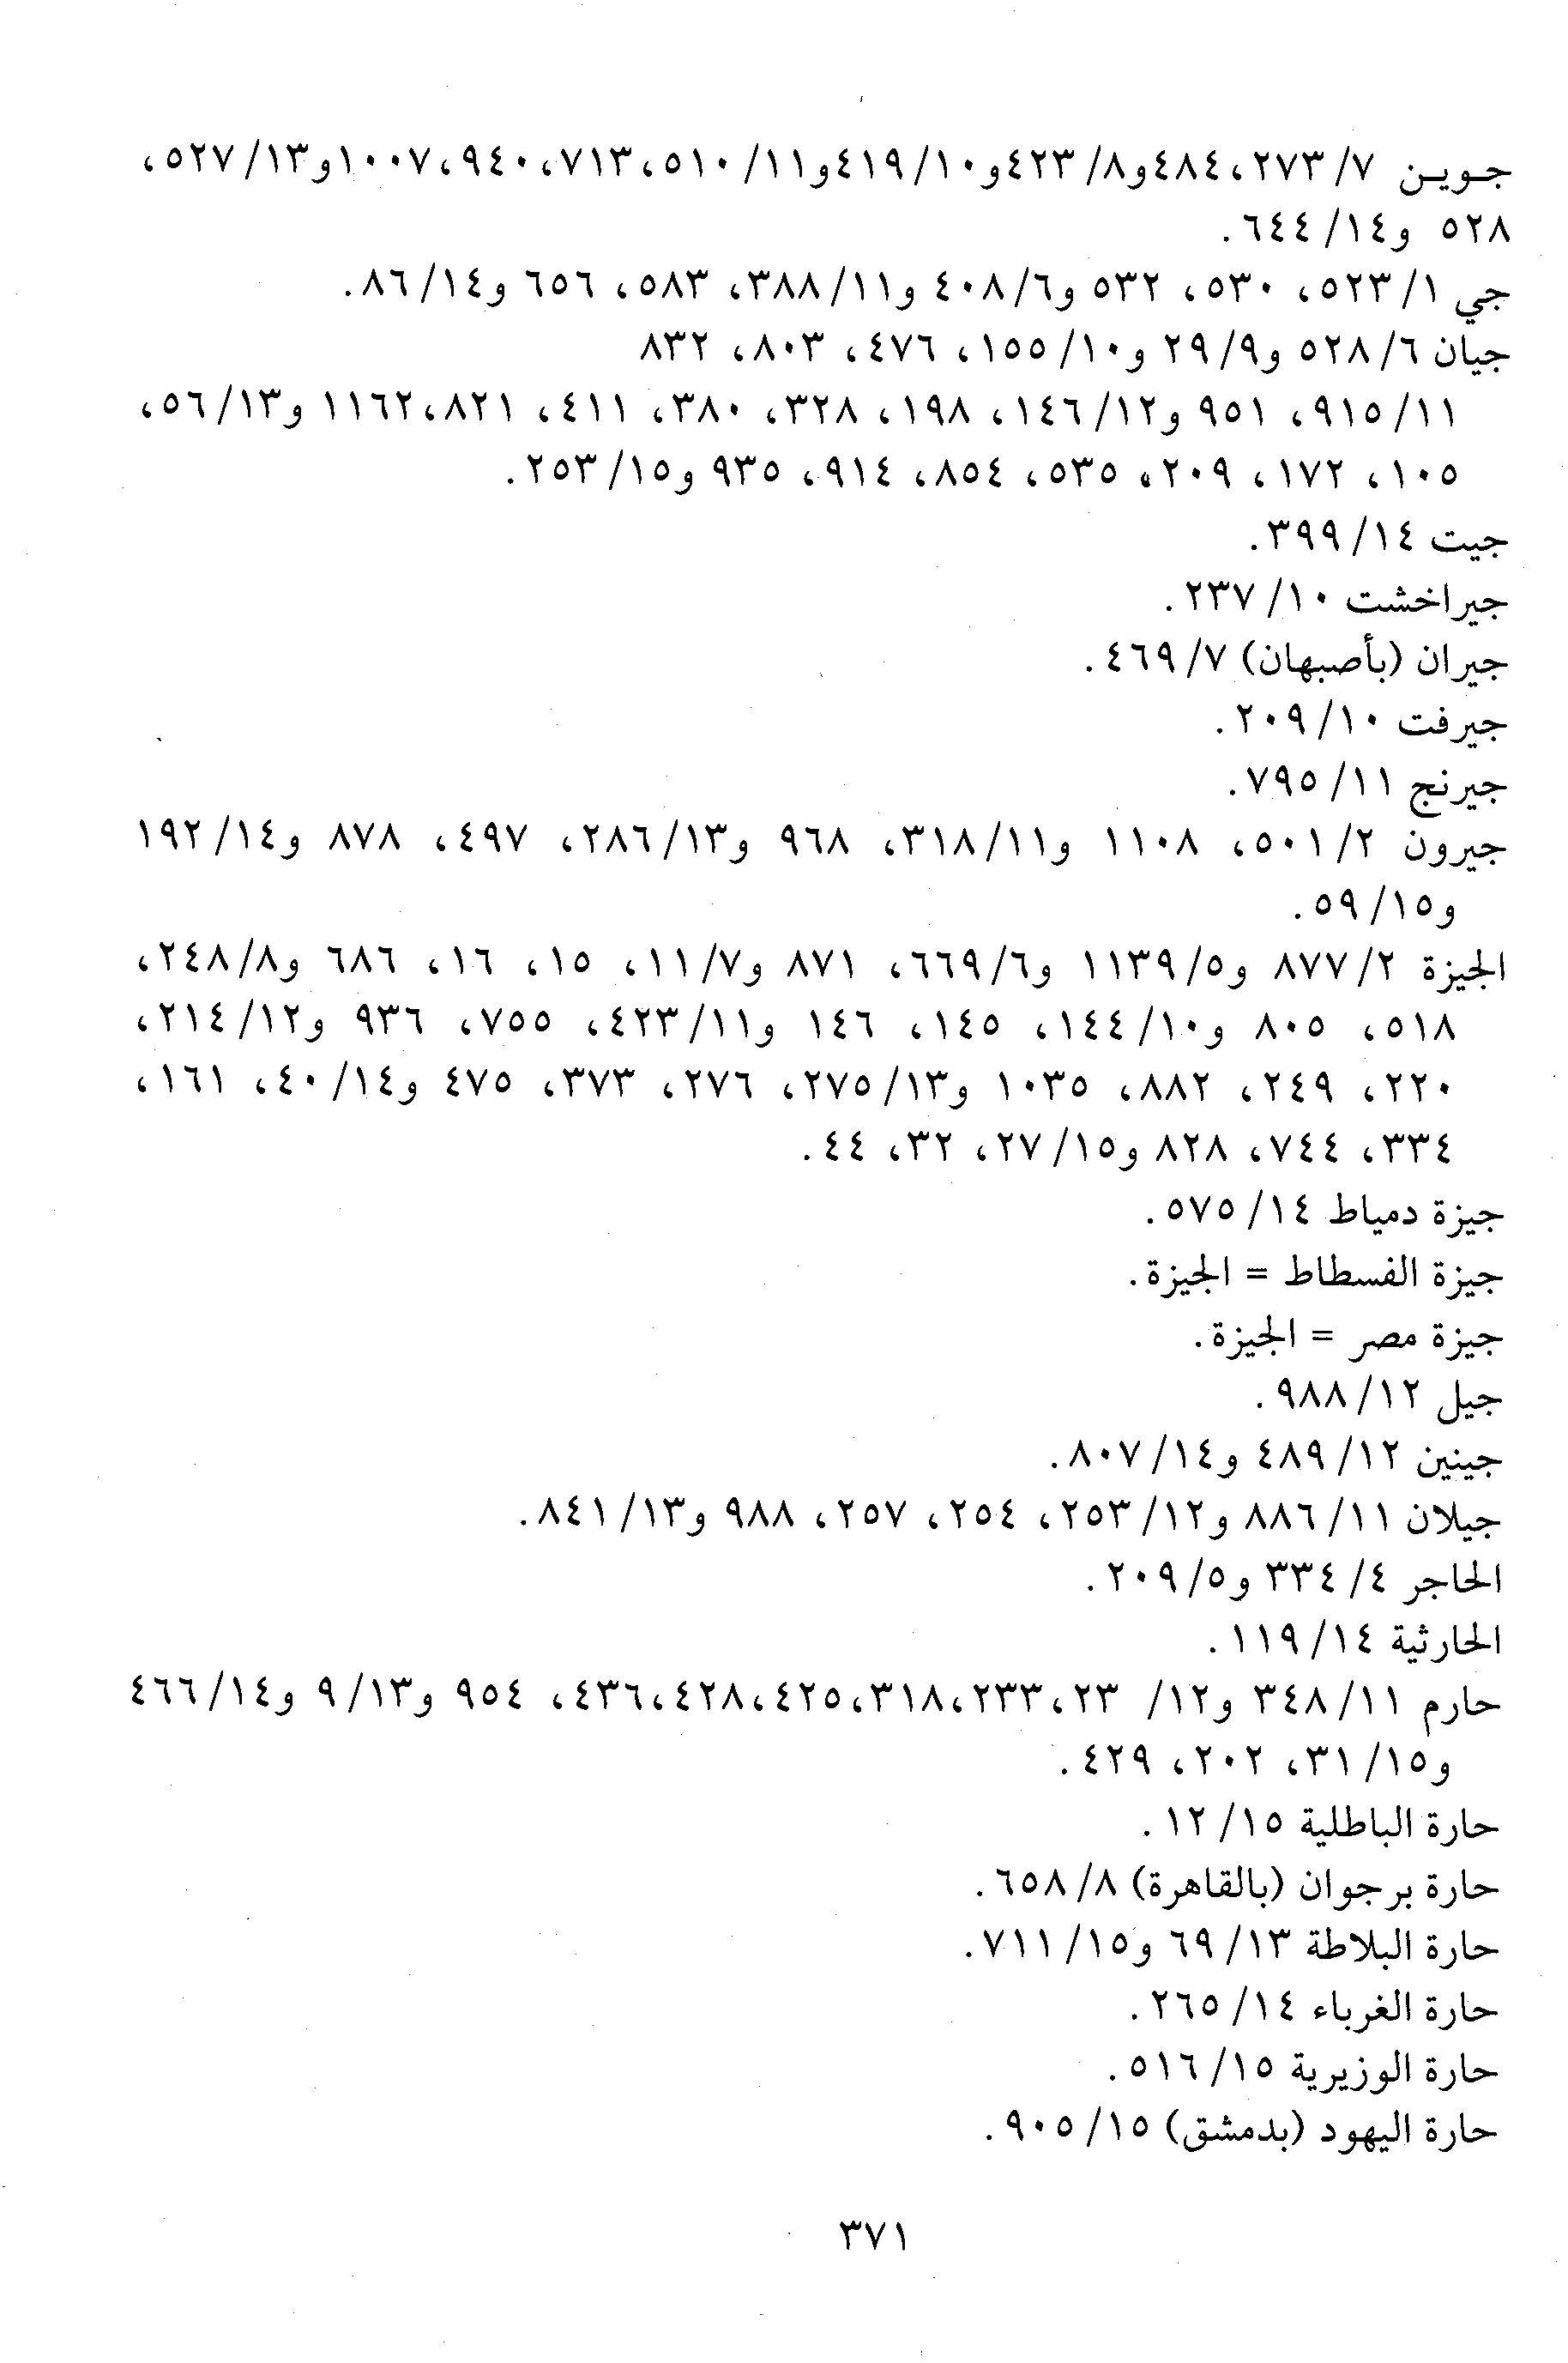 جوين ٧/ ٢٧٣، ٤٨٤و٨/ ٤٢٣و١٠/ ٤١٩و١١/ ٥١٠، ٧١٣، ٩٤٠، ١٠٠٧و١٣/ ٥٢٧،
٥٢٨ و١٤/ ٦٤٤.
جي ١/ ٥٢٣، ٥٣٠، ٥٣٢ و٦/ ٤٠٨ و١١/ ٣٨٨، ٥٨٣، ٦٥٦ و١٤/ ٨٦.
جيان ٦/ ٥٢٨ و٩/ ٢٩ و١٠/ ١٥٥، ٤٧٦، ٨٠٣، ٨٣٢
١١/ ٩١٥، ٩٥١ و١٢/ ١٤٦، ١٩٨، ٣٢٨، ٣٨٠، ٤١١، ٨٢١، ١١٦٢ و١٣/ ٥٦،
١٠٥، ١٧٢، ٢٠٩، ٥٣٥، ٨٥٤، ٩١٤، ٩٣٥ و١٥/ ٢٥٣.
جيت ١٤/ ٣٩٩.
جيراخشت ١٠/ ٢٣٧.
جيران (بأصبهان) ٧/ ٤٦٩.
جيرفت ١٠/ ٢٠٩.
جيرنج ١١/ ٧٩٥.
جيرون ٢/ ٥٠١، ١١٠٨ و١١/ ٣١٨، ٩٦٨ و١٣/ ٢٨٦، ٤٩٧، ٨٧٨ و١٤/ ١٩٢
و١٥/ ٥٩.
الجيزة ٢/ ٨٧٧ و٥/ ١١٣٩ و٦/ ٦٦٩، ٨٧١ و٧/ ١١، ١٥، ١٦، ٦٨٦ و٨/ ٢٤٨،
٥١٨، ٨٠٥ و١٠/ ١٤٤، ١٤٥، ١٤٦ و١١/ ٤٢٣، ٧٥٥، ٩٣٦ و١٢/ ٢١٤،
٢٢٠، ٢٤٩، ٨٨٢، ١٠٣٥ و١٣/ ٢٧٥، ٢٧٦، ٣٧٣، ٤٧٥ و١٤/ ٤٠، ١٦١،
٣٣٤، ٧٤٤، ٨٢٨ و١٥/ ٢٧، ٣٢، ٤٤.
جيزة دمياط ١٤/ ٥٧٥.
جيزة الفسطاط = الجيزة.
جيزة مصر = الجيزة.
جيل ١٢/ ٩٨٨.
جينين ١٢/ ٤٨٩ و١٤/ ٨٠٧.
جيلان ١١/ ٨٨٦ و١٢/ ٢٥٣، ٢٥٤، ٢٥٧، ٩٨٨ و١٣/ ٨٤١.
الحاجر ٤/ ٣٣٤ و٥/ ٢٠٩.
الحارثية ١٤/ ١١٩.
حارم ١١/ ٣٤٨ و١٢/ ٢٣، ٢٣٣، ٣١٨، ٤٢٥، ٤٢٨، ٤٣٦، ٩٥٤ و١٣/ ٩ و١٤/ ٤٦٦
و١٥/ ٣١، ٢٠٢، ٤٢٩.
حارة الباطلية ١٥/ ١٢.
حارة برجوان (بالقاهرة) ٨/ ٦٥٨.
حارة البلاطة ١٣/ ٦٩ و١٥/ ٧١١.
حارة الغرباء ١٤/ ٢٦٥.
حارة الوزيرية ١٥/ ٥١٦.
حارة اليهود (بدمشق) ١٥/ ٩٠٥.
٣٧١